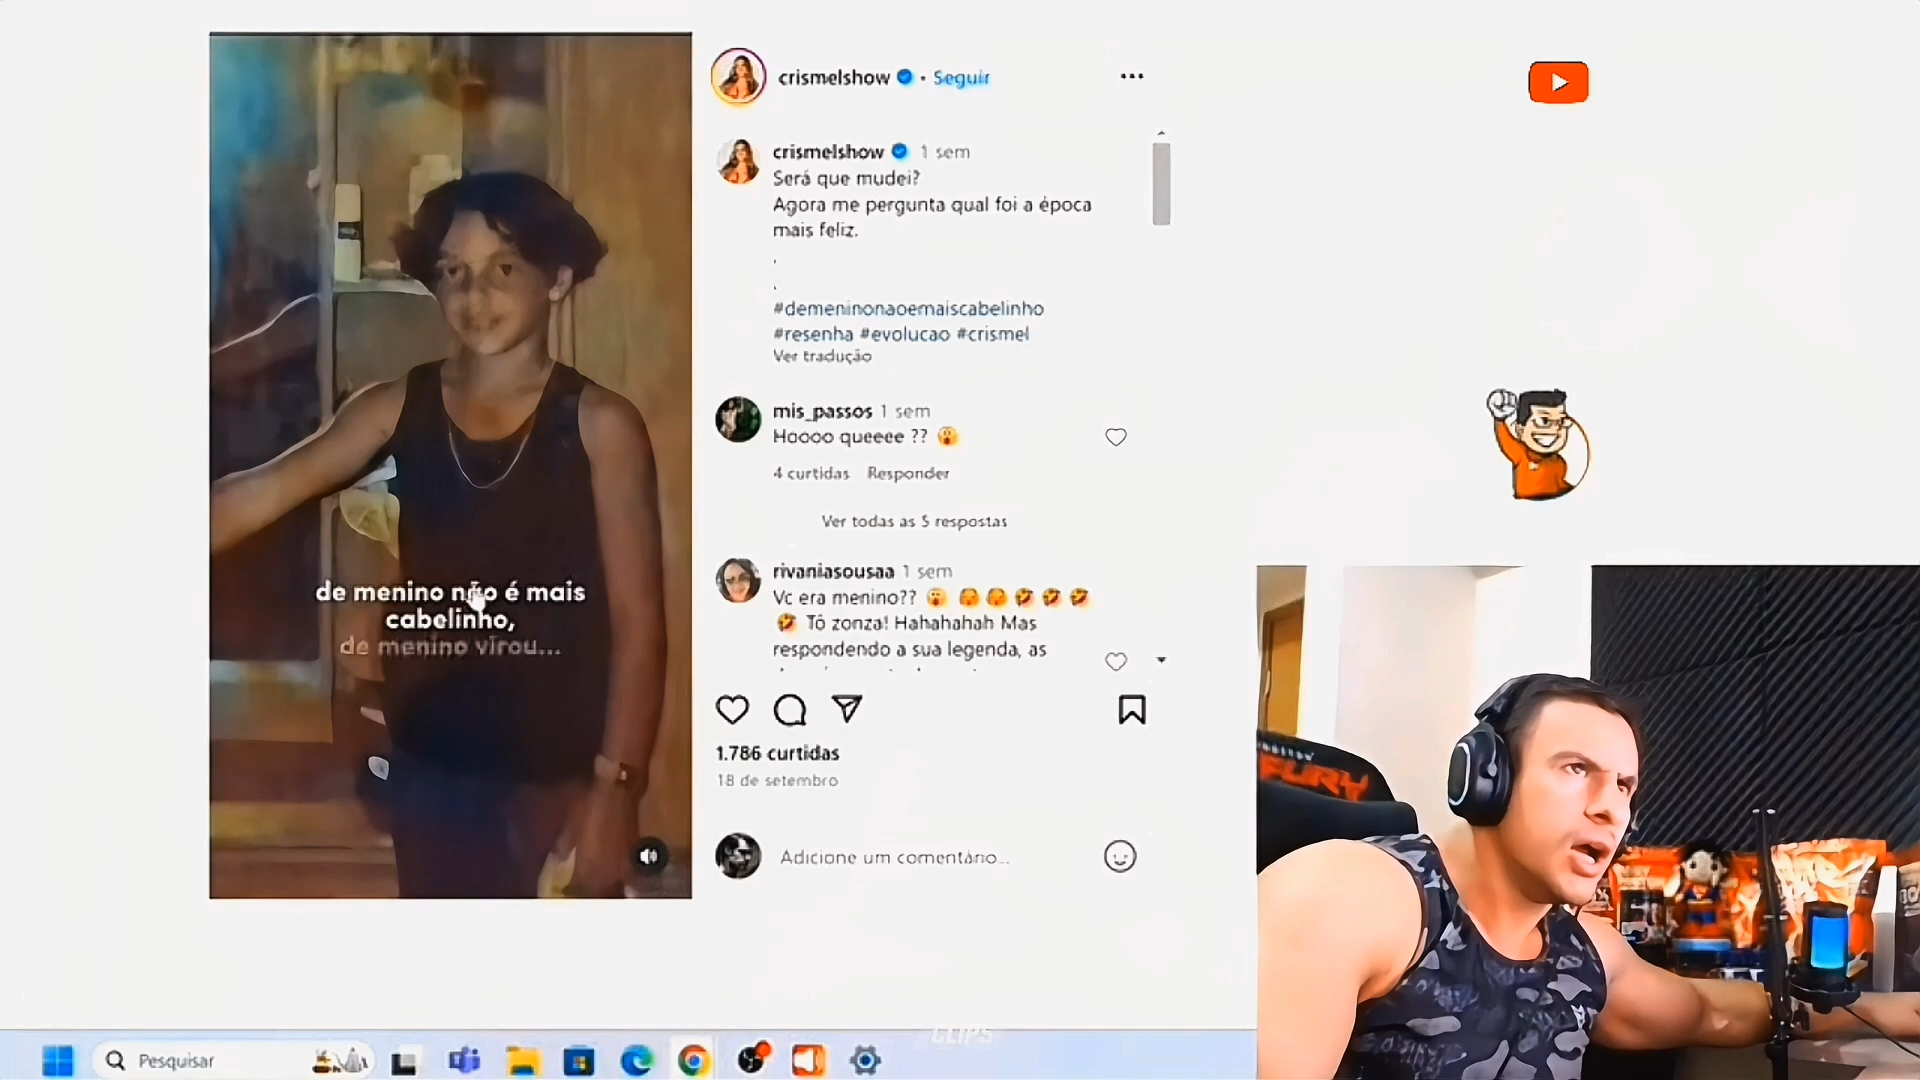 crismelshow • Seguir
crismelshow 1 sem
Será que mudei?
Agora me pergunta qual foi a época
mais feliz.
.
.
#demeninonaoemaiscabelinho
#resenha #evolucao #crismel
Ver tradução
mis_passos 1 sem
Hoooo queeee ??
4 curtidas Responder
Ver todas as 5 respostas
rivaniasousaa 1 sem
Vc era menino??
Tô zonza! Hahahahah Mas
respondendo a sua legenda, as
de menino não é mais
cabelinho,
de menino virou...
1.786 curtidas
18 de setembro
Adicione um comentário...
FURY
CLIPS
Pesquisar